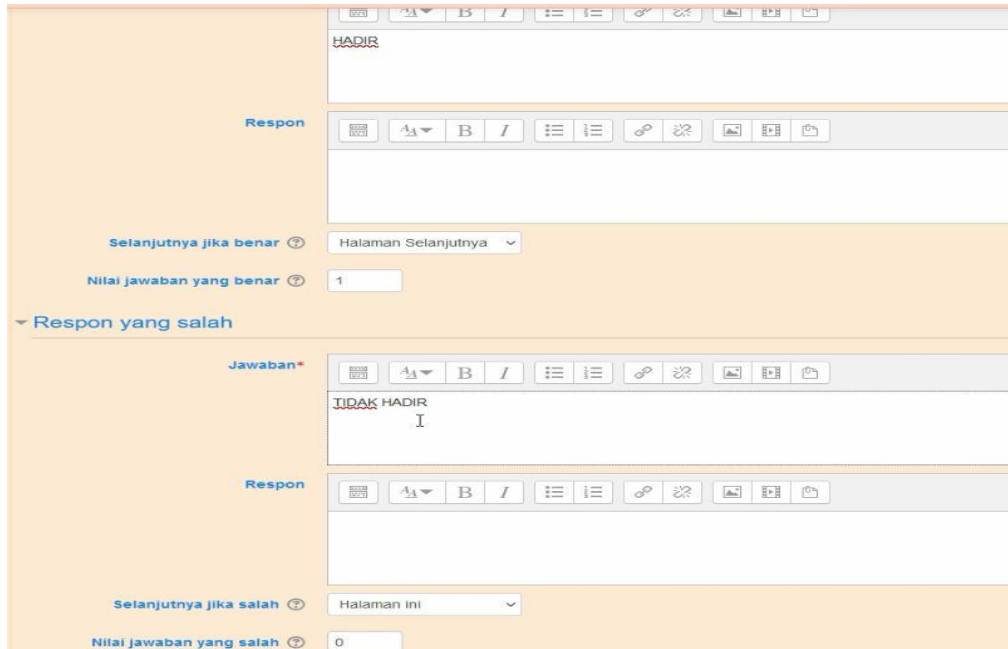 HADIR
Respon
Selanjutnya jika benar
Halaman Selanjutnya
Nilai jawaban yang benar
1
Respon yang salah
Jawaban*
TIDAK HADIR
Respon
Selanjutnya jika salah
Halaman ini
Nilai jawaban yang salah
0